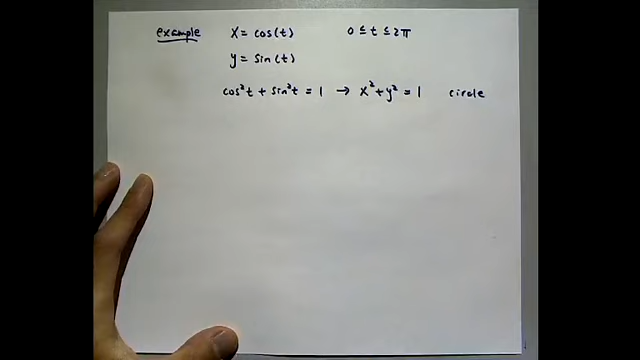 example x = cos(t) 0 ≤ t ≤ 2π
y = sin(t)
cos²t + sin²t = 1 → x² + y² = 1 circle